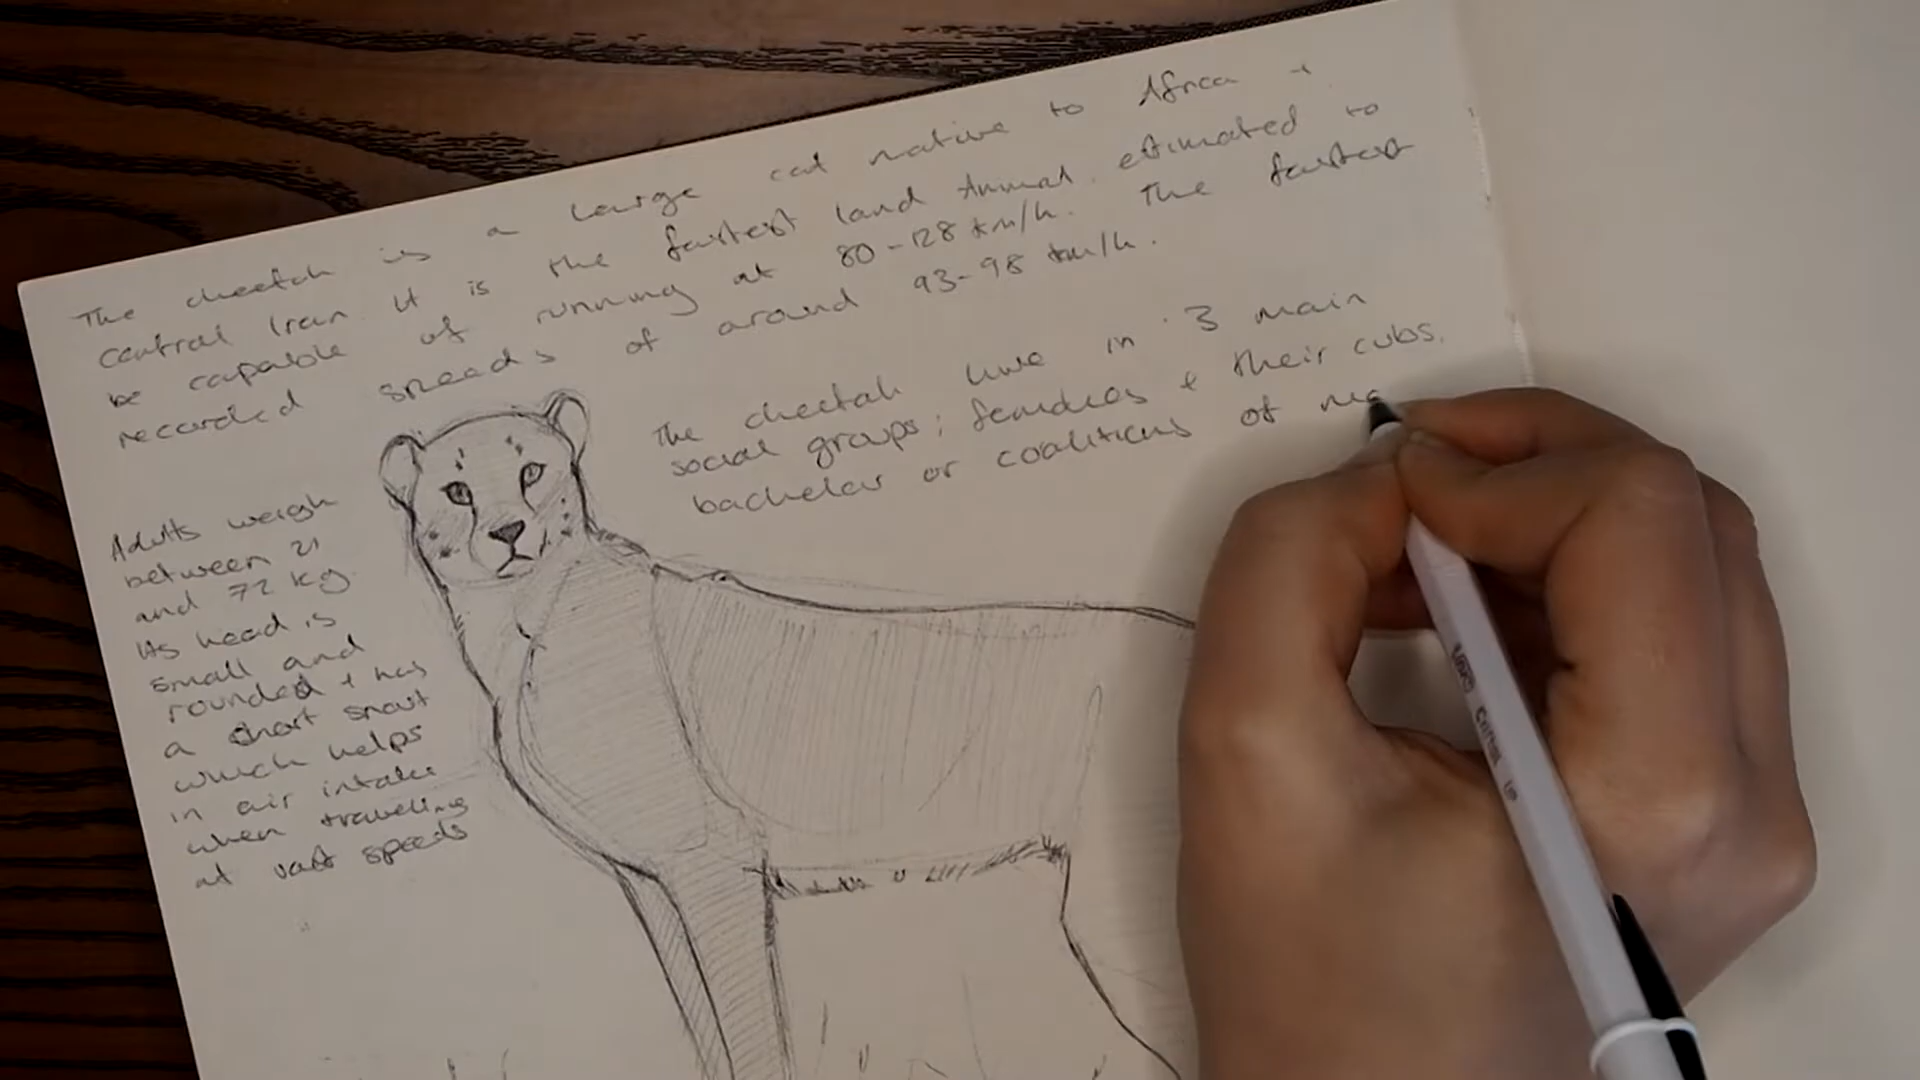 The cheetah is a large cat native to Africa +
central Iran. It is the fastest land Animal. estimated to
be capable of running at 80-128 km/h. The fastest
recorded speeds of around 93-98 km/h.
The cheetah live in 3 main
social groups; females + their cubs.
bachelor or coalitions of
Adults weigh
between 21
and 72 kg
Its head is
small and
rounded + has
a short snout
which helps
in air intake
when traveling
at vast speeds